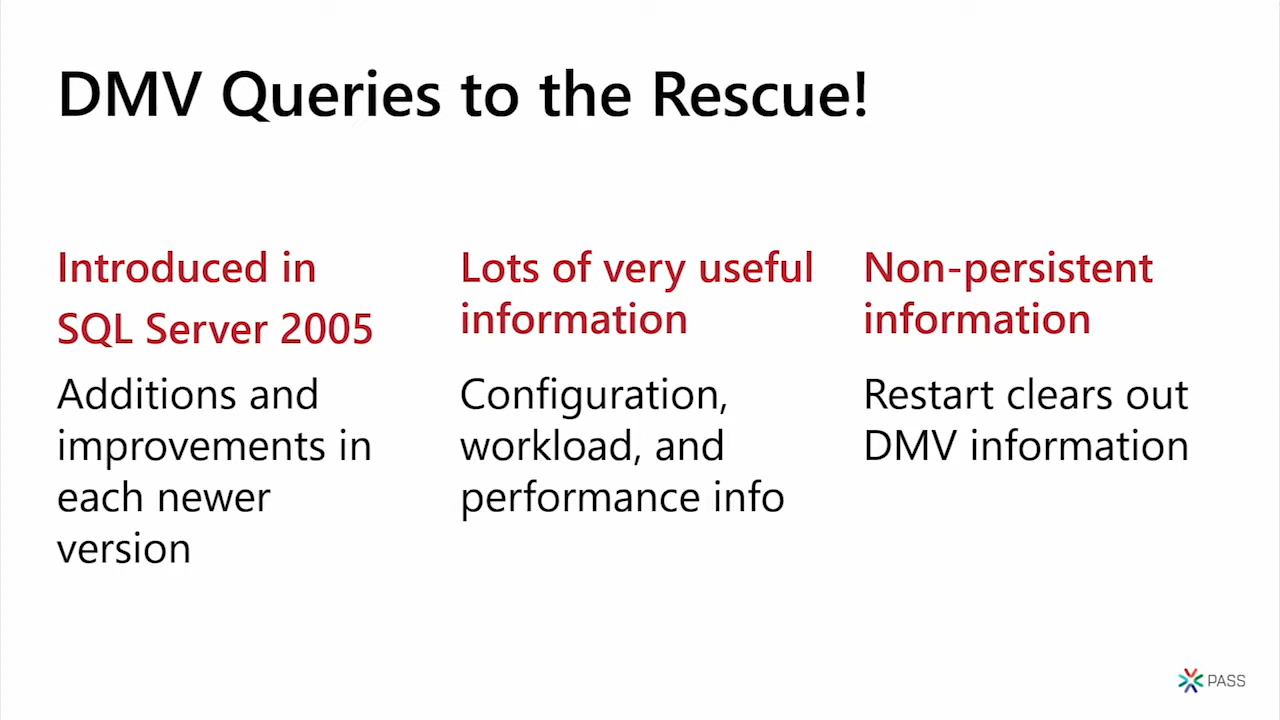 DMV Queries to the Rescue!
Introduced in
SQL Server 2005
Additions and
improvements in
each newer
version
Lots of very useful
information
Configuration,
workload, and
performance info
Non-persistent
information
Restart clears out
DMV information
PASS